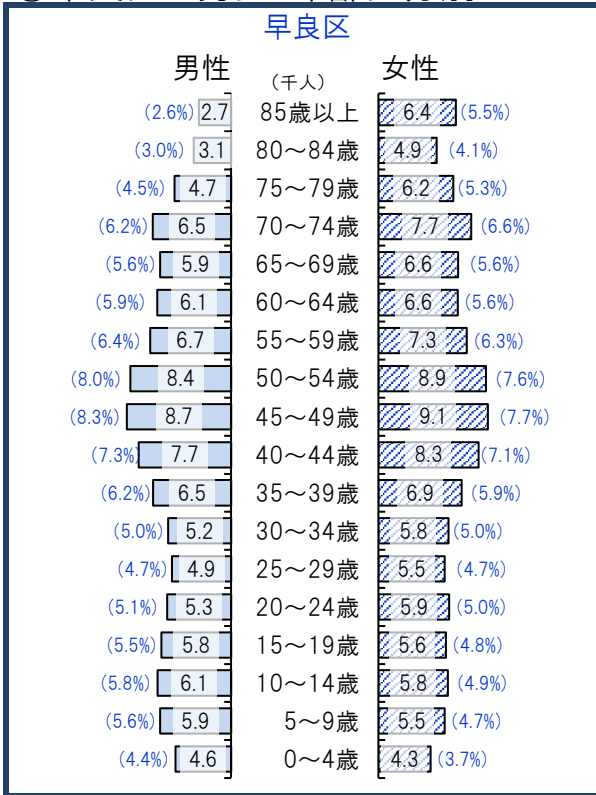 早良区
男性 (千人) 女性
(2.6%) 2.7 85歳以上 6.4 (5.5%)
(3.0%) 3.1 80～84歳 4.9 (4.1%)
(4.5%) 4.7 75～79歳 6.2 (5.3%)
(6.2%) 6.5 70～74歳 7.7 (6.6%)
(5.6%) 5.9 65～69歳 6.6 (5.6%)
(5.9%) 6.1 60～64歳 6.6 (5.6%)
(6.4%) 6.7 55～59歳 7.3 (6.3%)
(8.0%) 8.4 50～54歳 8.9 (7.6%)
(8.3%) 8.7 45～49歳 9.1 (7.7%)
(7.3%) 7.7 40～44歳 8.3 (7.1%)
(6.2%) 6.5 35～39歳 6.9 (5.9%)
(5.0%) 5.2 30～34歳 5.8 (5.0%)
(4.7%) 4.9 25～29歳 5.5 (4.7%)
(5.1%) 5.3 20～24歳 5.9 (5.0%)
(5.5%) 5.8 15～19歳 5.6 (4.8%)
(5.8%) 6.1 10～14歳 5.8 (4.9%)
(5.6%) 5.9 5～9歳 5.5 (4.7%)
(4.4%) 4.6 0～4歳 4.3 (3.7%)